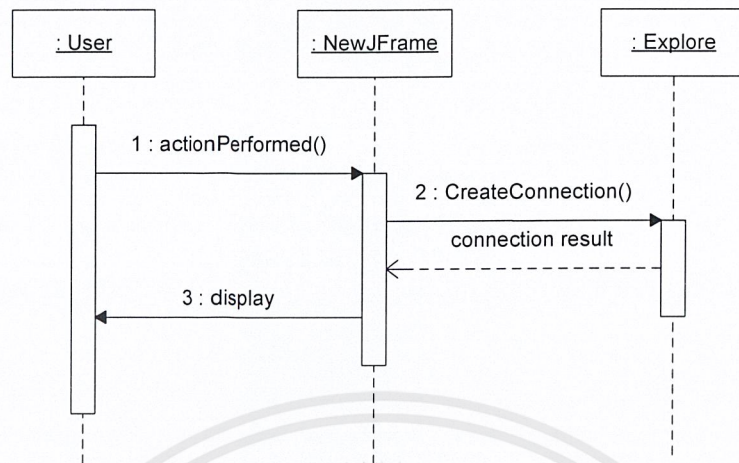 : User
: NewJFrame
: Explore
1 : actionPerformed()
2 : CreateConnection()
connection result
3 : display